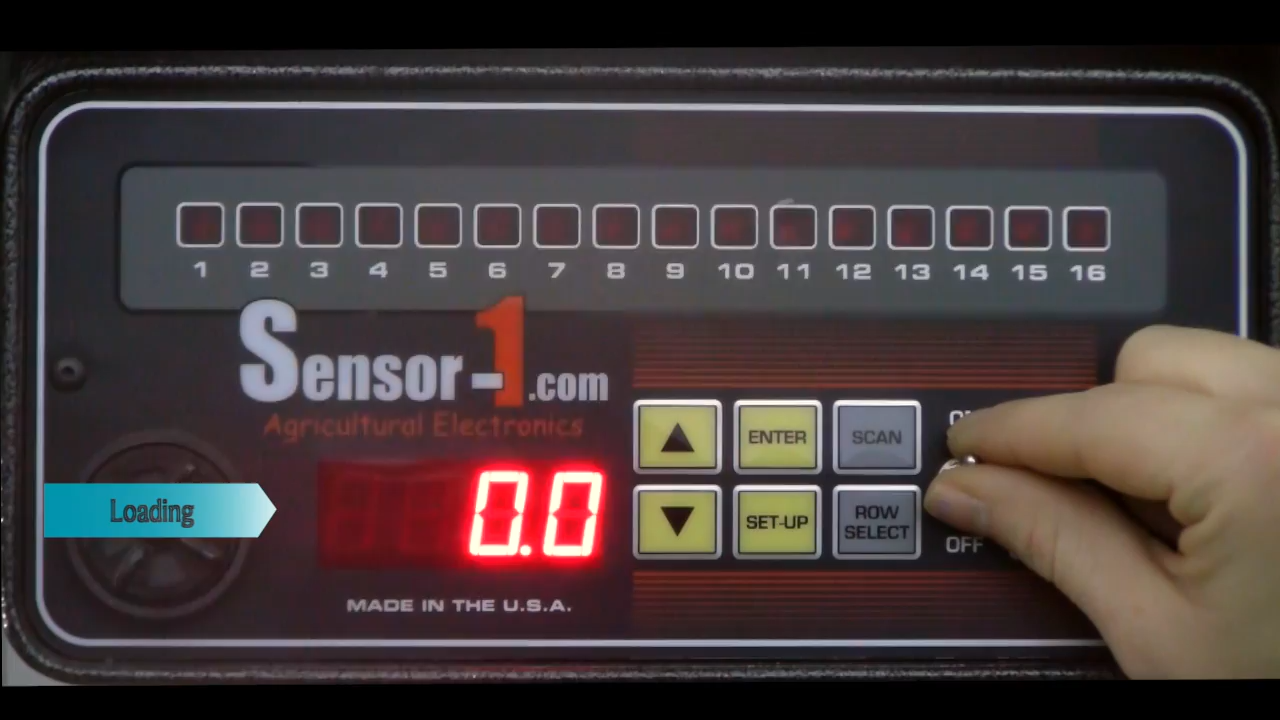 1 2 3 4 5 6 7 8 9 10 11 12 13 14 15 16
Sensor-1.com
Agricultural Electronics
ENTER
SCAN
0.0
SET-UP
ROW
SELECT
OFF
Loading
MADE IN THE U.S.A.